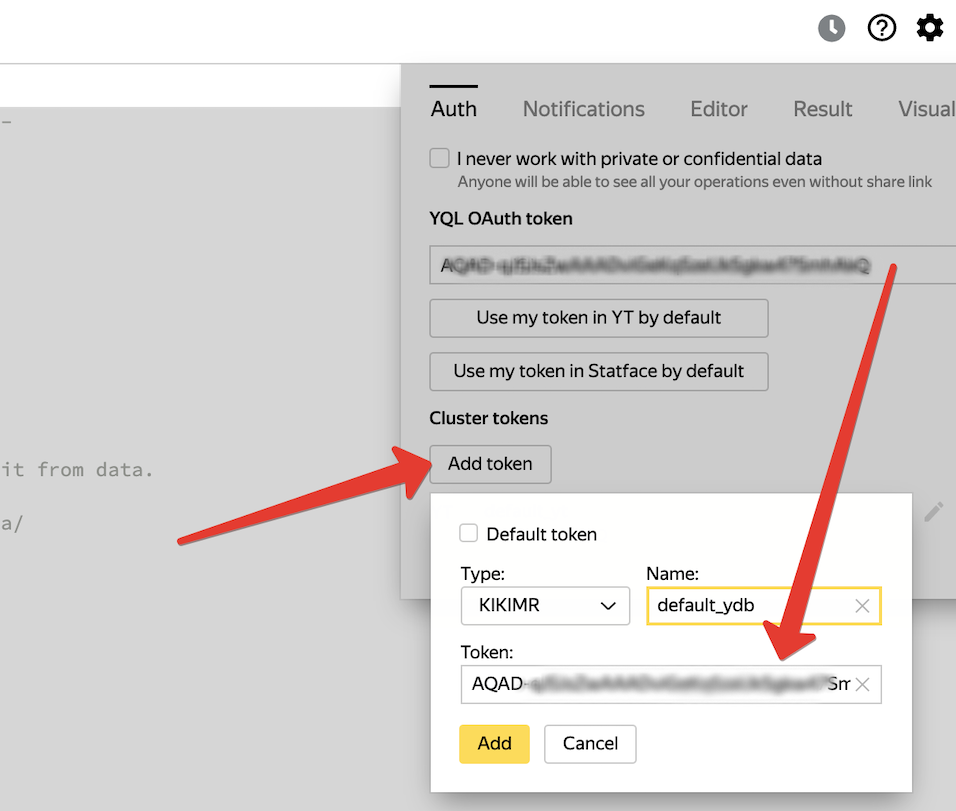 Auth Notifications Editor Result Visual
–
I never work with private or confidential data
Anyone will be able to see all your operations even without share link
YQL OAuth token
Use my token in YT by default
Use my token in Statface by default
Cluster tokens
it from data.
Add token
a/
Default token
Type: Name:
KIKIMR default_ydb
Token:
AQAD Sm
Add Cancel